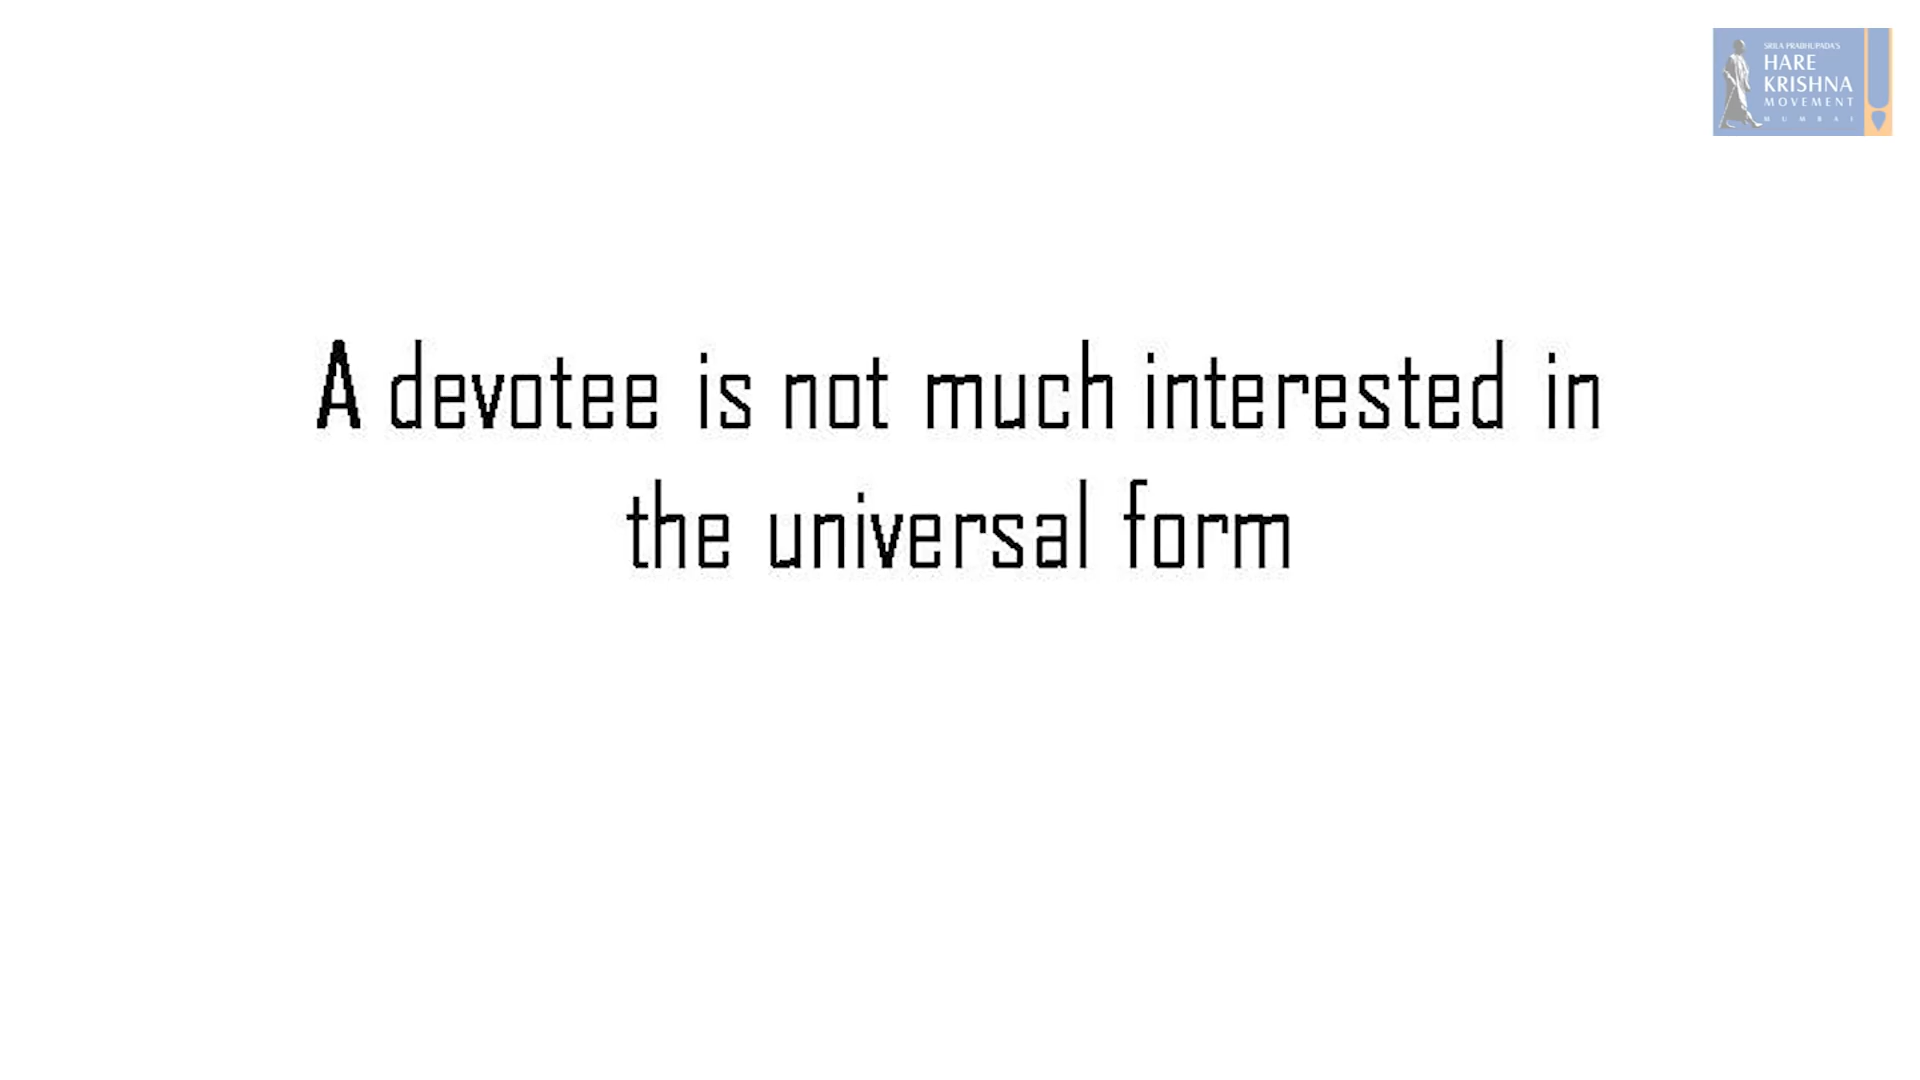 SRILA PRABHUPADA'S
HARE
KRISHNA
MOVEMENT
MUMBAI
A devotee is not much interested in
the universal form